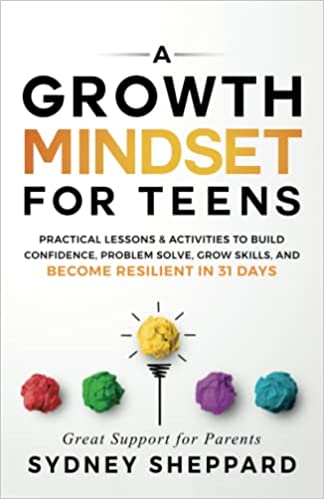 A
GROWTH
MINDSET
FOR TEENS
PRACTICAL LESSONS & ACTIVITIES TO BUILD
CONFIDENCE, PROBLEM SOLVE, GROW SKILLS, AND
BECOME RESILIENT IN 31 DAYS
Great Support for Parents
SYDNEY SHEPPARD